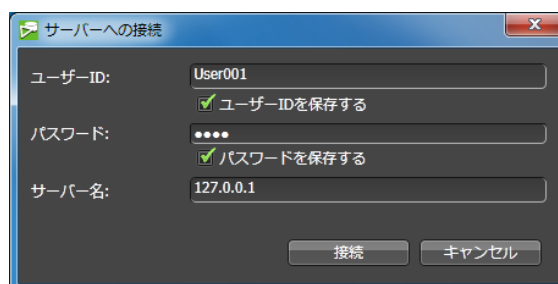 サーバーへの接続
ユーザーID: User001
ユーザーIDを保存する
パスワード: ••••
パスワードを保存する
サーバー名: 127.0.0.1
接続 キャンセル